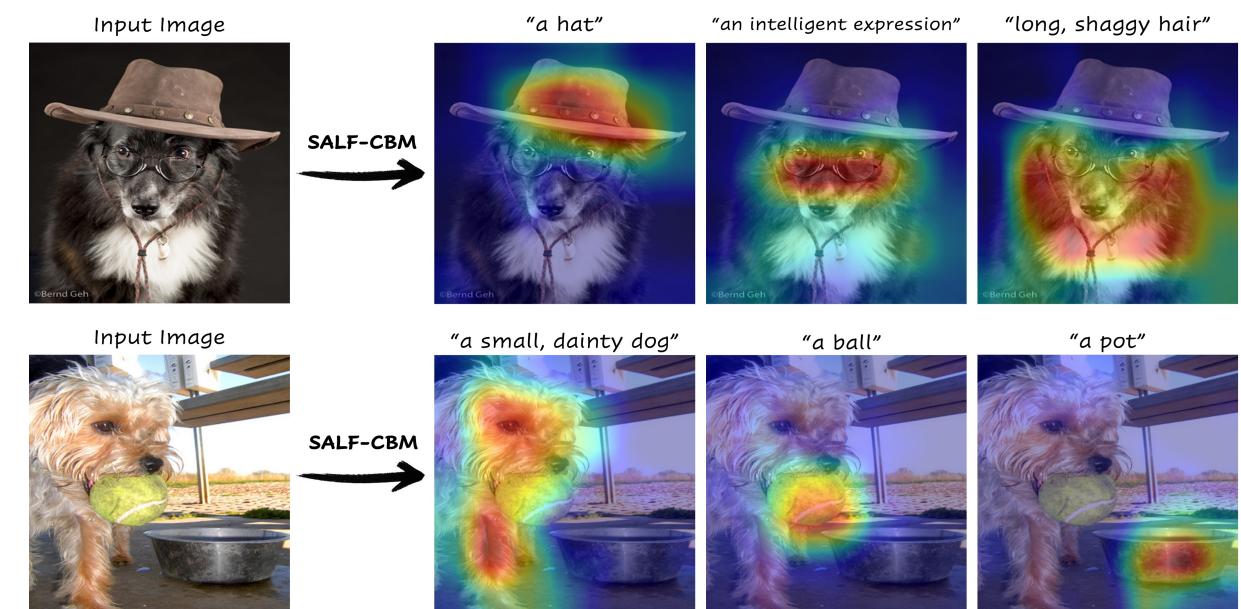 Input Image
“a hat”
“an intelligent expression”
“long, shaggy hair”
SALF-CBM
©Bernd Geh
©Bernd Geh
©Bernd Geh
©Bernd Geh
Input Image
“a small, dainty dog”
“a ball”
“a pot”
SALF-CBM